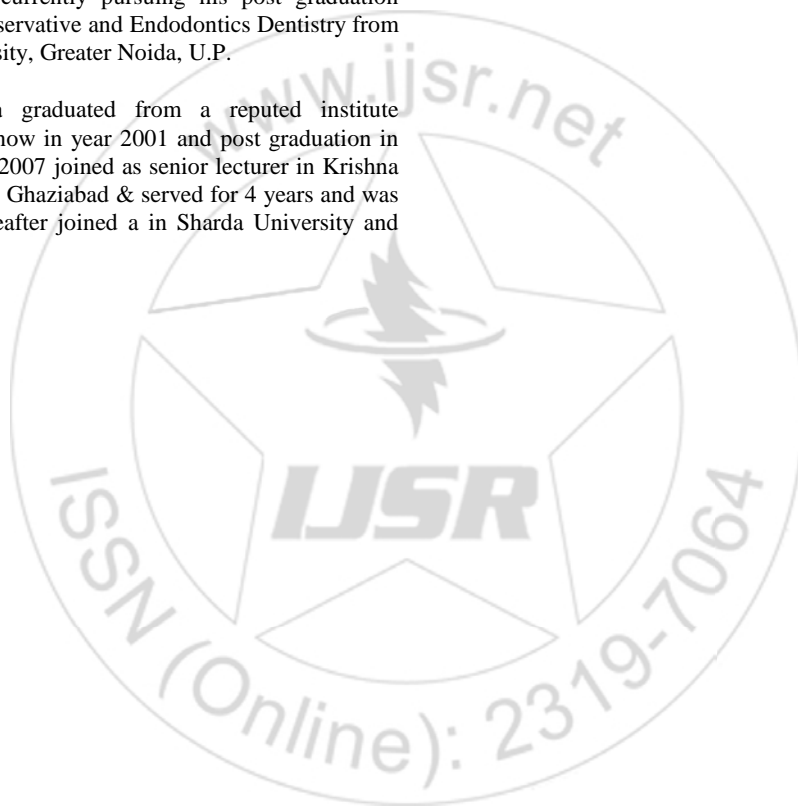 currently pursuing his post graduation
servative and Endodontics Dentistry from
sity, Greater Noida, U.P.
graduated from a reputed institute
now in year 2001 and post graduation in
2007 joined as senior lecturer in Krishna
Ghaziabad & served for 4 years and was
eafter joined a in Sharda University and
www.ijsr.net
IJSR
ISSN (Online): 2319-7064